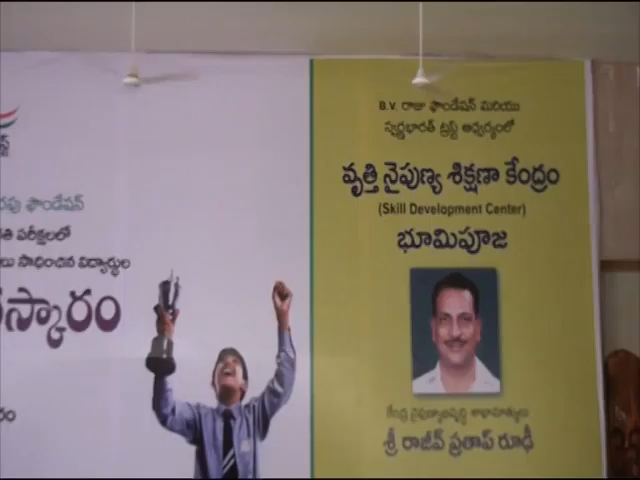 B.V. రాజు ఫౌండేషన్ మరియు
స్వర్ణభారత్ ట్రస్ట్ ఆధ్వర్యంలో
వృత్తి నైపుణ్య శిక్షణా కేంద్రం
(Skill Development Center)
భూమిపూజ
కేంద్ర నైపుణ్యాభివృద్ధి శాఖామాత్యులు
శ్రీ రాజీవ్ ప్రతాప్ రూఢీ
ఫౌండేషన్
పరీక్షలలో
సాధించిన విద్యార్థుల